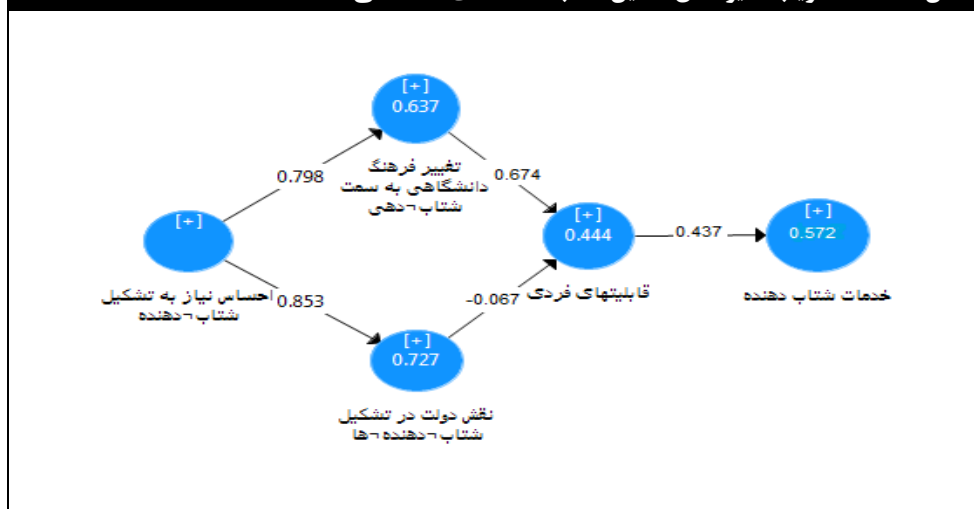 [+]
0.637
تغییر فرهنگ
دانشگاهی به سمت
شتاب¬دهی
0.798
0.674
[+]
احساس نیاز به تشکیل
شتاب¬دهنده
[+]
0.444
قابلیتهای فردی
0.437
[+]
0.572
خدمات شتاب دهنده
0.853
-0.067
[+]
0.727
نقش دولت در تشکیل
شتاب¬دهنده¬ها